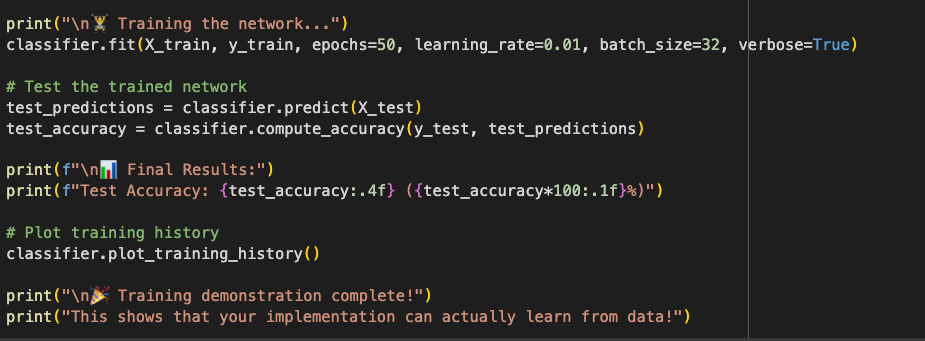 print("\n🏋️ Training the network...")
classifier.fit(X_train, y_train, epochs=50, learning_rate=0.01, batch_size=32, verbose=True)
# Test the trained network
test_predictions = classifier.predict(X_test)
test_accuracy = classifier.compute_accuracy(y_test, test_predictions)
print(f"\n📊 Final Results:")
print(f"Test Accuracy: {test_accuracy:.4f} ({test_accuracy*100:.1f}%)")
# Plot training history
classifier.plot_training_history()
print("\n🎉 Training demonstration complete!")
print("This shows that your implementation can actually learn from data!")